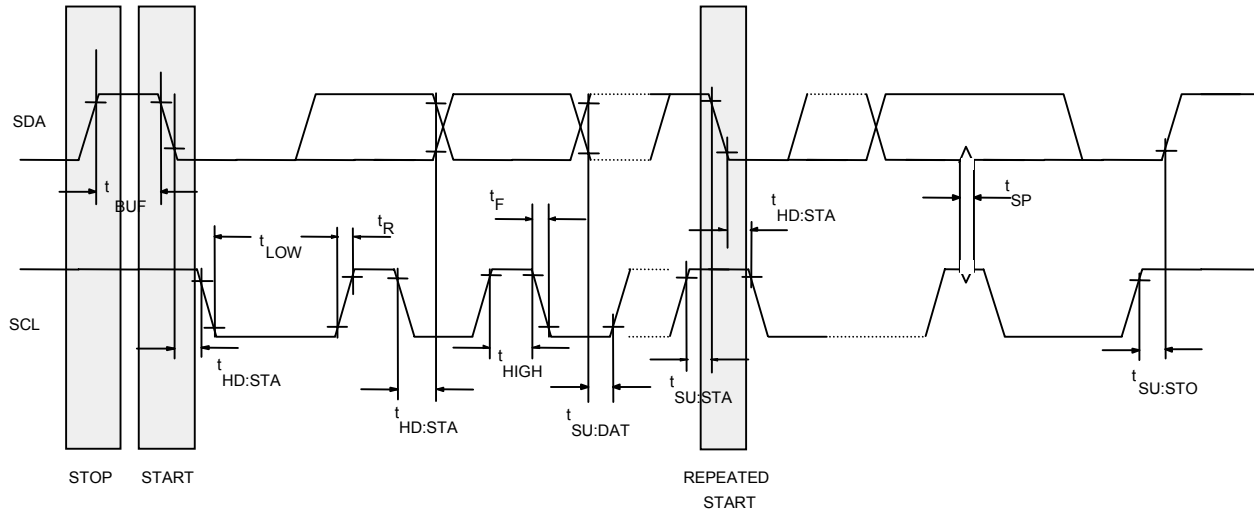 SDA
t BUF
t LOW
t R
t F
t HD:STA
t SP
SCL
t HD:STA
t HD:STA
t HIGH
t SU:DAT
t SU:STA
t SU:STO
STOP
START
REPEATED
START